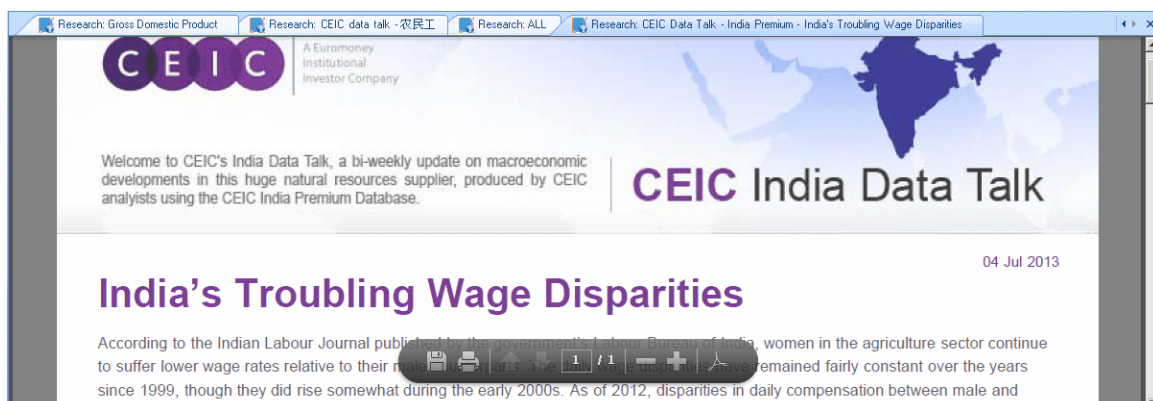 Research: Gross Domestic Product
Research: CEIC data talk - 农民工
Research: ALL
Research: CEIC Data Talk - India Premium - India's Troubling Wage Disparities
CEIC
A Euromoney
Institutional
Investor Company
Welcome to CEIC's India Data Talk, a bi-weekly update on macroeconomic
developments in this huge natural resources supplier, produced by CEIC
analyists using the CEIC India Premium Database.
CEIC India Data Talk
04 Jul 2013
India's Troubling Wage Disparities
According to the Indian Labour Journal published by the government's Labour Bureau of India, women in the agriculture sector continue
to suffer lower wage rates relative to their male counterparts. The daily wage disparities have remained fairly constant over the years
1 / 1
since 1999, though they did rise somewhat during the early 2000s. As of 2012, disparities in daily compensation between male and